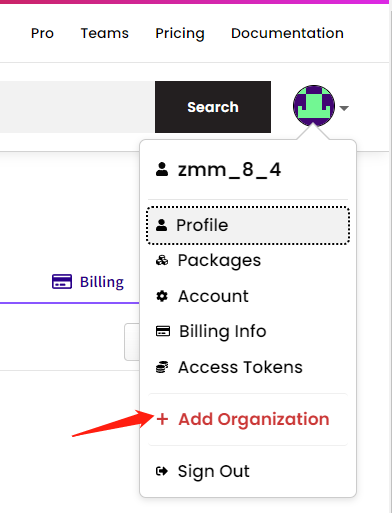 Pro Teams Pricing Documentation
Search
zmm_8_4
Profile
Packages
Billing
Account
Billing Info
Access Tokens
+ Add Organization
Sign Out